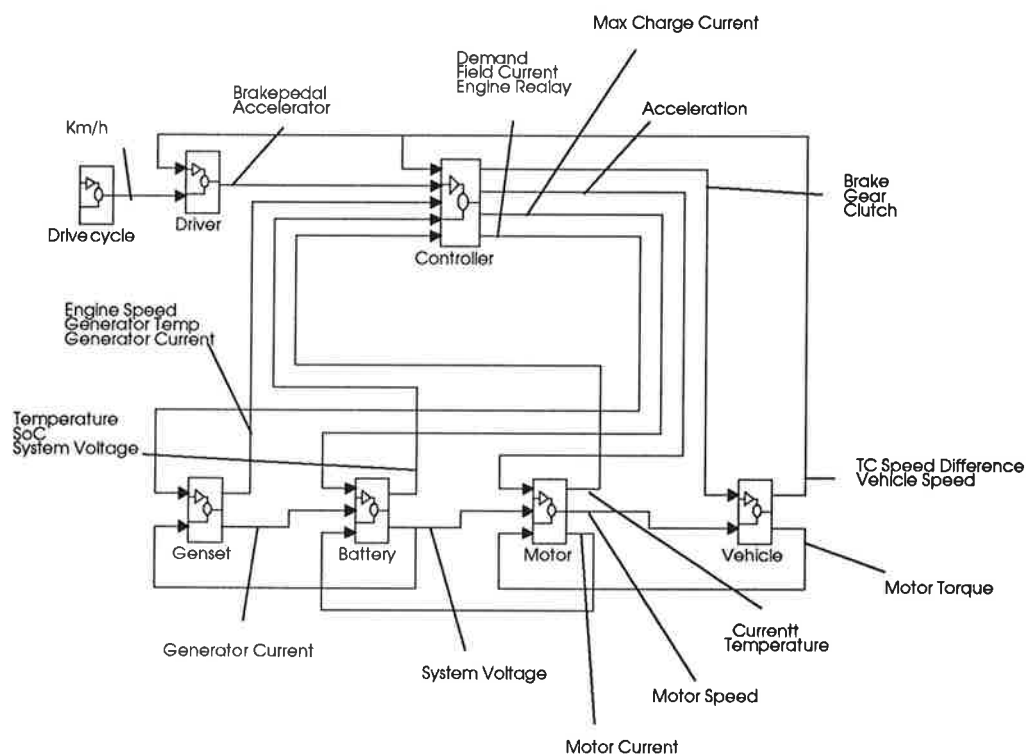 Max Charge Current
Demand
Field Current
Engine Realay
Brakepedal
Accelerator
Acceleration
Km/h
Brake
Gear
Clutch
Drive cycle
Driver
Controller
Engine Speed
Generator Temp
Generator Current
Temperature
SoC
System Voltage
TC Speed Difference
Vehicle Speed
Genset
Battery
Motor
Vehicle
Motor Torque
Generator Current
System Voltage
Currentt
Temperature
Motor Speed
Motor Current